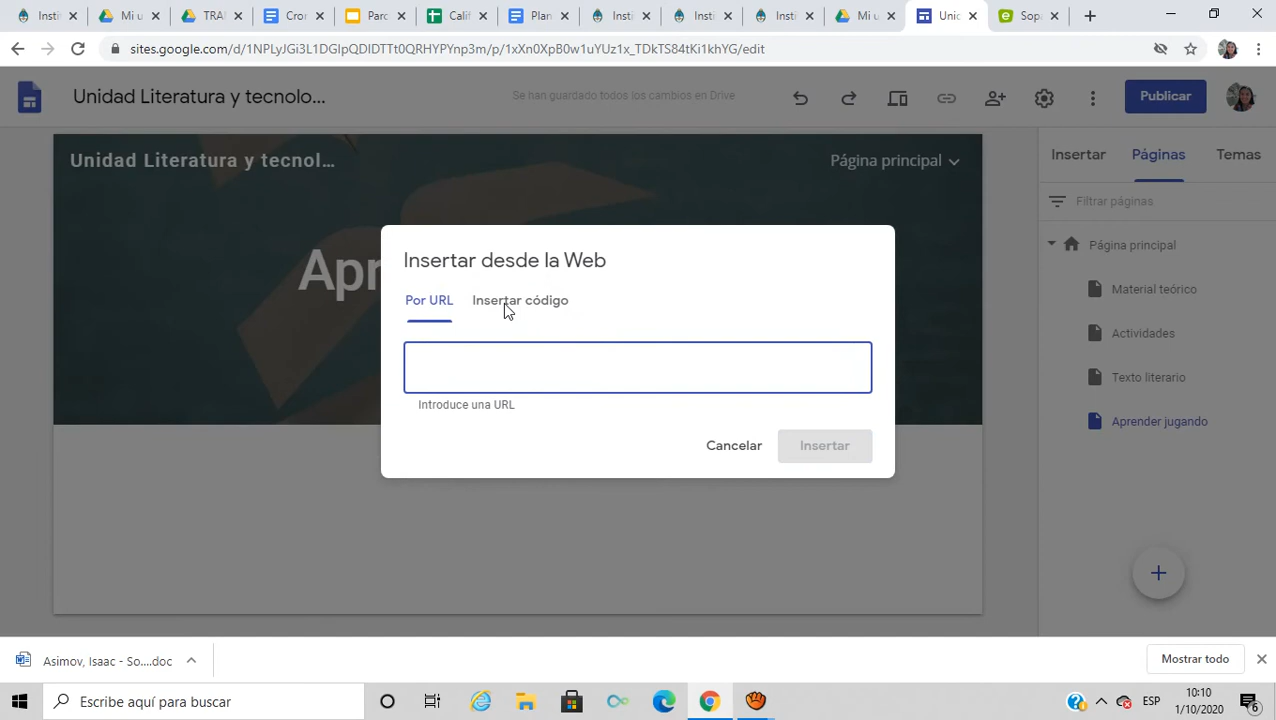 Insti
Mi u
TRA
Cron
Parc
Calif
Plan
Insti
Insti
Insti
Mi u
Unic
Sop
sites.google.com/d/1NPLyJGi3L1DGIpQDIDTTt0QRHYPYnp3m/p/1xXn0XpB0w1uYUz1x_TDkTS84tKi1khYG/edit
Unidad Literatura y tecnolo...
Se han guardado todos los cambios en Drive
Publicar
Unidad Literatura y tecnol...
Página principal
Insertar
Páginas
Temas
Filtrar páginas
Página principal
Material teórico
Actividades
Texto literario
Aprender jugando
Apr
Insertar desde la Web
Por URL
Insertar código
Introduce una URL
Cancelar
Insertar
Asimov, Isaac - So....doc
Mostrar todo
Escribe aquí para buscar
ESP
10:10
1/10/2020
6